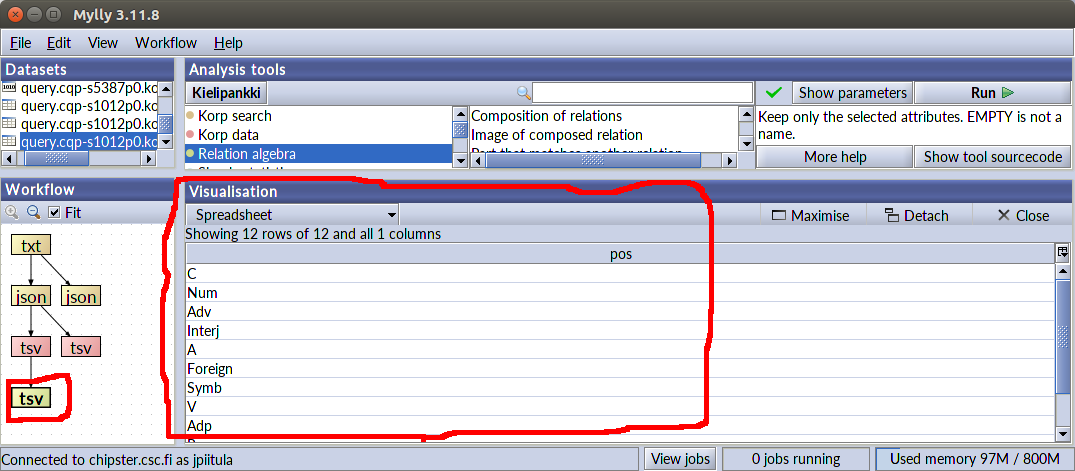 Mylly 3.11.8
File Edit View Workflow Help
Datasets
query.cqp-s5387p0.ko
query.cqp-s1012p0.ko
query.cqp-s1012p0.ko
query.cqp-s1012p0.ko
Analysis tools
Kielipankki
Korp search
Korp data
Relation algebra
Composition of relations
Image of composed relation
Part that matches another relation
Show parameters
Run
Keep only the selected attributes. EMPTY is not a
name.
More help
Show tool sourcecode
Workflow
Fit
txt
json json
tsv tsv
tsv
Visualisation
Spreadsheet
Maximise
Detach
Close
Showing 12 rows of 12 and all 1 columns
pos
C
Num
Adv
Interj
A
Foreign
Symb
V
Adp
Connected to chipster.csc.fi as jpiitula
View jobs
0 jobs running
Used memory 97M / 800M